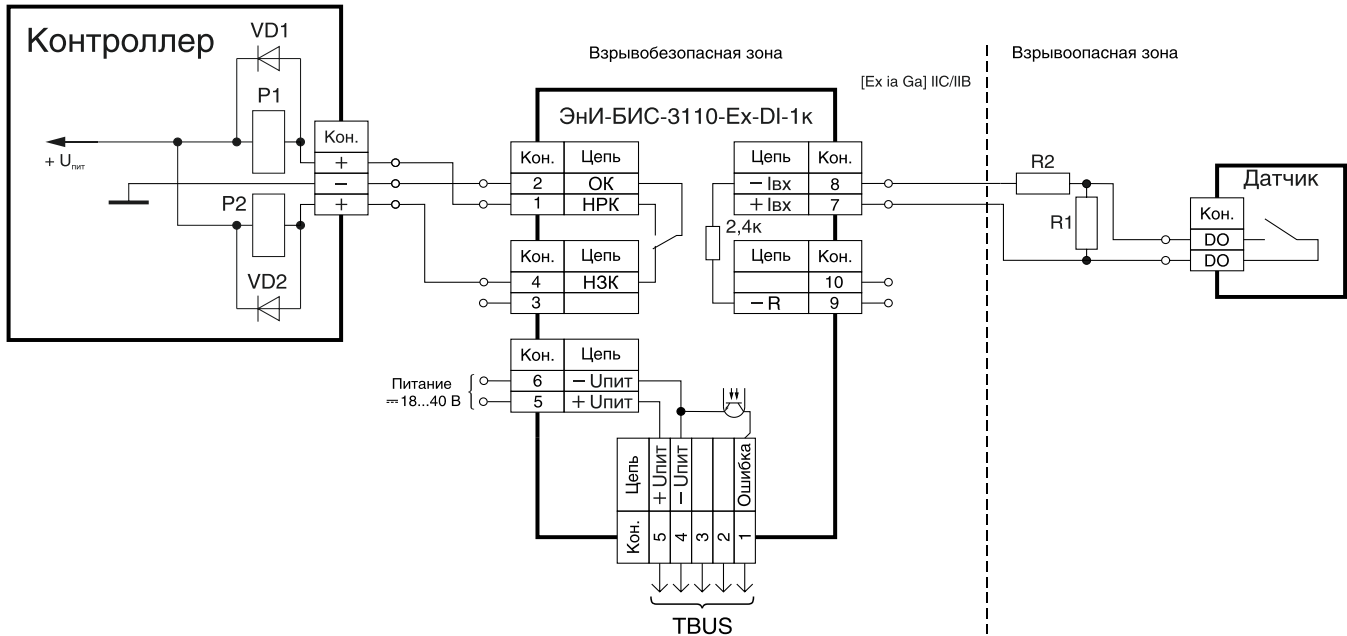 Контроллер
VD1
P1
+ Uпит
P2
VD2
Кон.
+
−
+
Взрывобезопасная зона
Взрывоопасная зона
[Ex ia Ga] IIC/IIB
ЭнИ-БИС-3110-Ex-DI-1к
Кон. Цепь
2 ОК
1 НРК
Кон. Цепь
4 НЗК
3
Цепь Кон.
− Iвх 8
+ Iвх 7
2,4к
Цепь Кон.
10
− R 9
Кон. Цепь
6 − Uпит
5 + Uпит
Питание
18...40 В
Цепь + Uпит − Uпит Ошибка
Кон. 5 4 3 2 1
TBUS
R2
R1
Датчик
Кон.
DO
DO